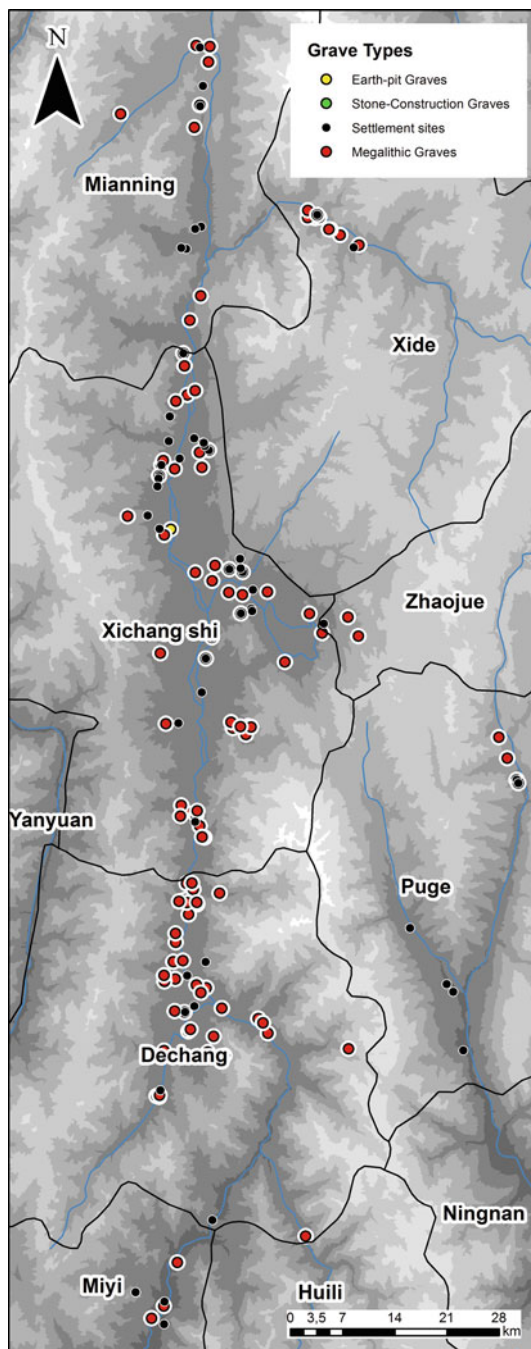 N
Grave Types
Earth-pit Graves
Stone-Construction Graves
Settlement sites
Megalithic Graves
Mianning
Xide
Zhaojue
Xichang shi
Yanyuan
Puge
Dechang
Ningnan
Miyi
Huili
0 3,5 7 14 21 28
km